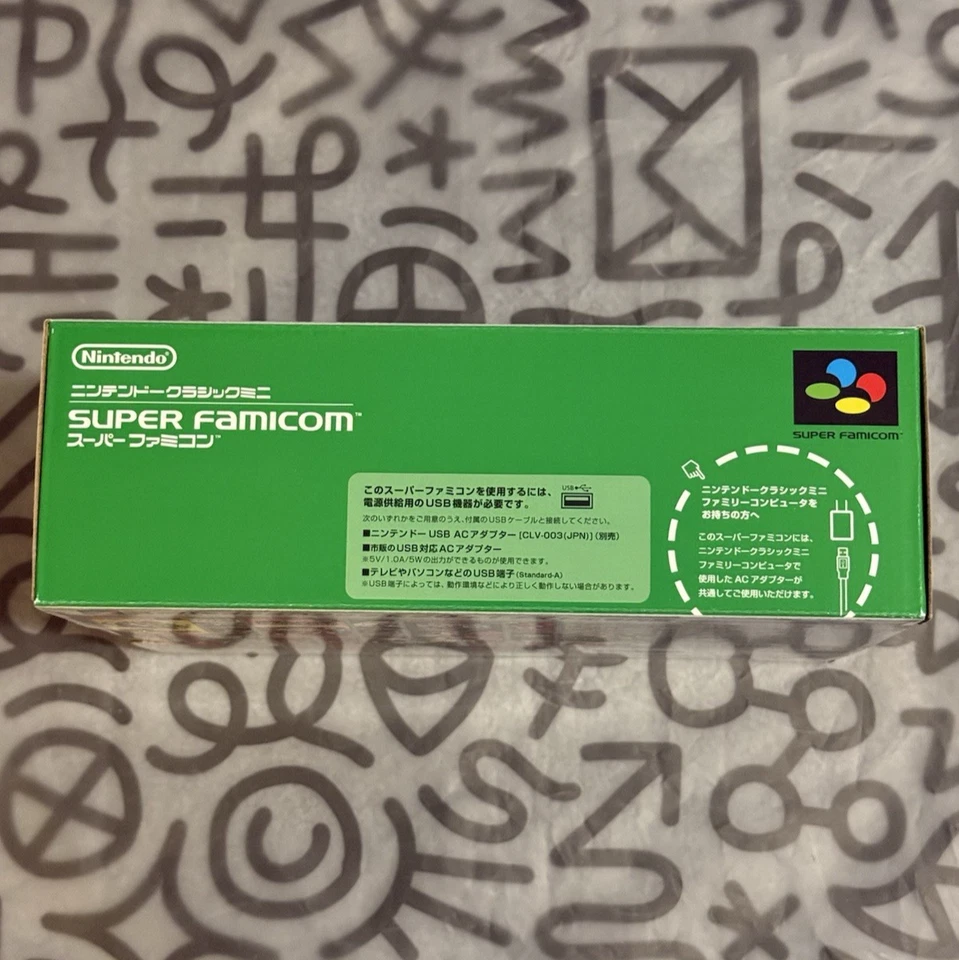 Nintendo®
ニンテンドークラシックミニ
SUPER FAMICOM™
スーパーファミコン™
SUPER FAMICOM™
このスーパーファミコンを使用するには、
電源供給用のUSB機器が必要です。
USB
次のいずれかをご用意のうえ、付属のUSBケーブルと接続してください。
■ニンテンドー USB ACアダプター [CLV-003(JPN)] (別売)
■市販のUSB対応ACアダプター
※5V/1.0A/5Wの出力ができるものが使用できます。
■テレビやパソコンなどのUSB端子 (Standard-A)
※USB端子によっては、動作環境などにより正しく動作しない場合があります。
ニンテンドークラシックミニ
ファミリーコンピュータを
お持ちの方へ
このスーパーファミコンには、
ニンテンドークラシックミニ
ファミリーコンピュータで
使用した ACアダプターが
共通してご使用いただけます。